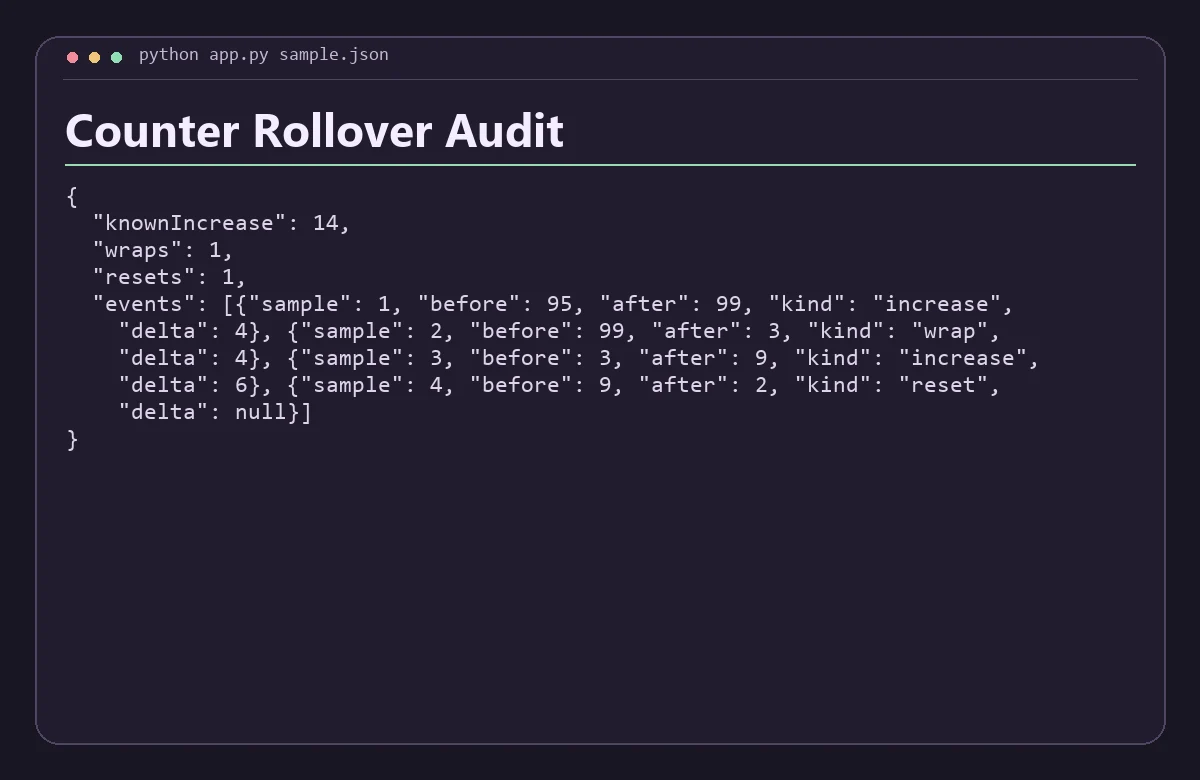 python app.py sample.json
Counter Rollover Audit
{
  "knownIncrease": 14,
  "wraps": 1,
  "resets": 1,
  "events": [{"sample": 1, "before": 95, "after": 99, "kind": "increase",
    "delta": 4}, {"sample": 2, "before": 99, "after": 3, "kind": "wrap",
    "delta": 4}, {"sample": 3, "before": 3, "after": 9, "kind": "increase",
    "delta": 6}, {"sample": 4, "before": 9, "after": 2, "kind": "reset",
    "delta": null}]
}